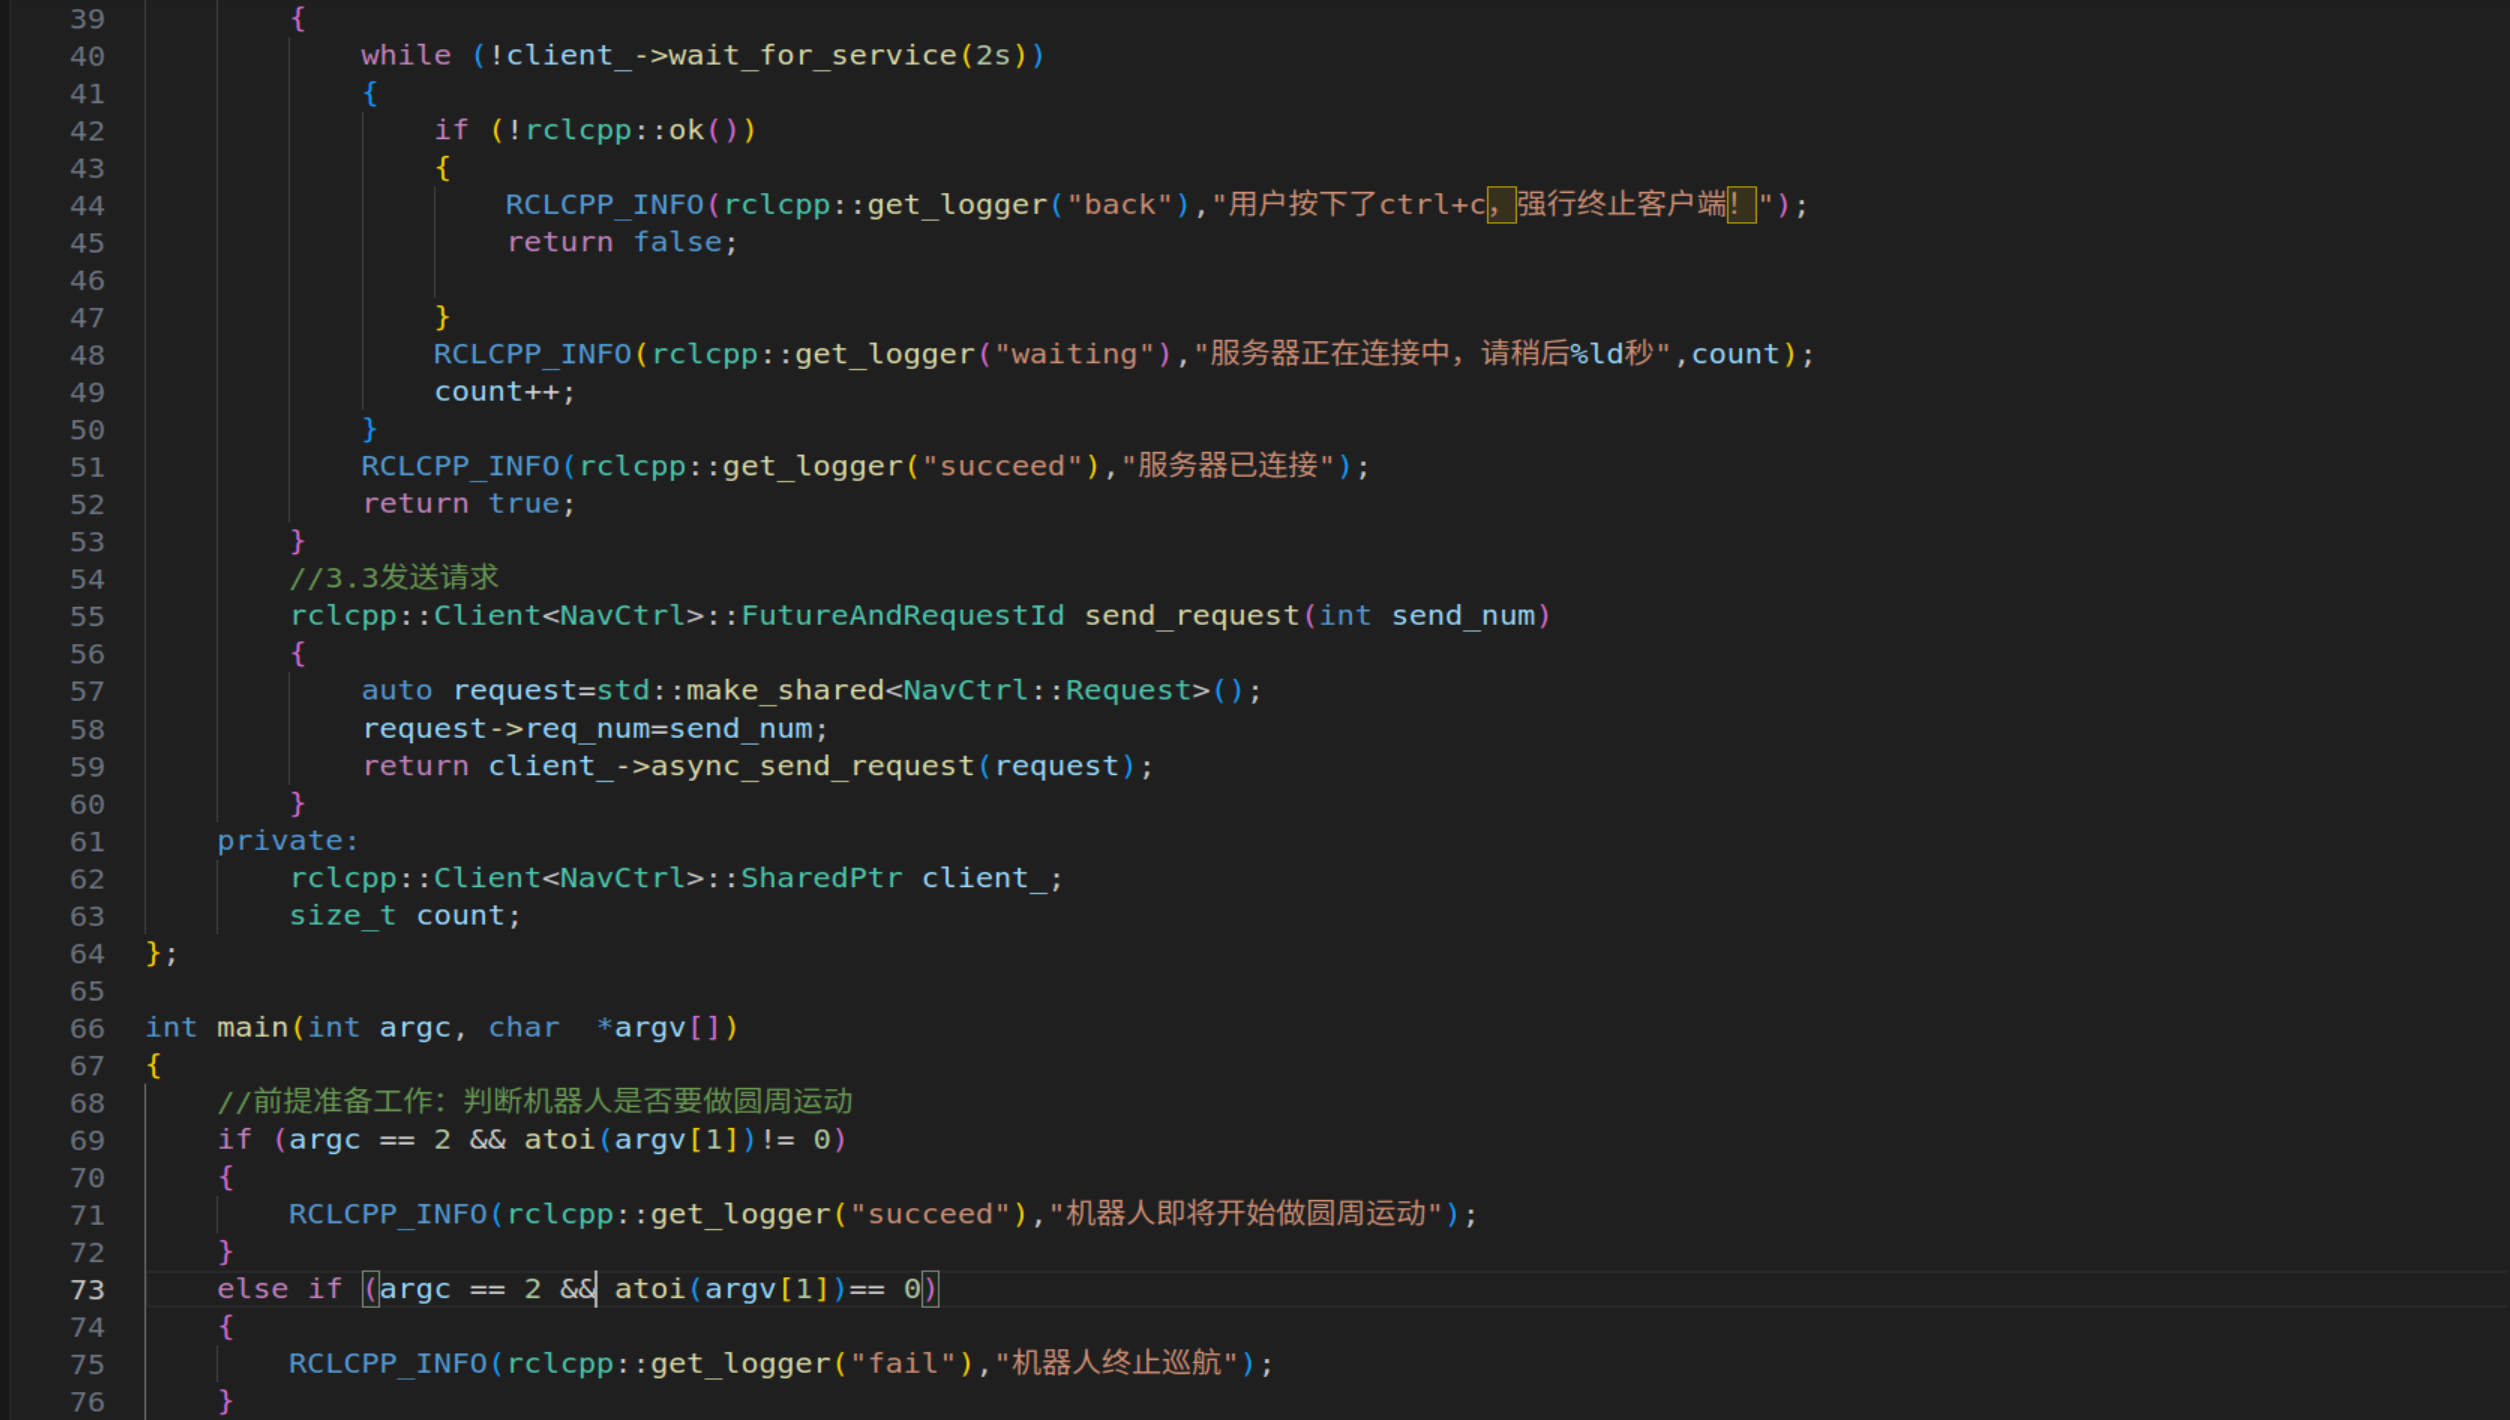 39 {
40 while (!client_->wait_for_service(2s))
41 {
42 if (!rclcpp::ok())
43 {
44 RCLCPP_INFO(rclcpp::get_logger("back"),"用户按下了ctrl+c，强行终止客户端！");
45 return false;
46
47 }
48 RCLCPP_INFO(rclcpp::get_logger("waiting"),"服务器正在连接中，请稍后%ld秒",count);
49 count++;
50 }
51 RCLCPP_INFO(rclcpp::get_logger("succeed"),"服务器已连接");
52 return true;
53 }
54 //3.3发送请求
55 rclcpp::Client<NavCtrl>::FutureAndRequestId send_request(int send_num)
56 {
57 auto request=std::make_shared<NavCtrl::Request>();
58 request->req_num=send_num;
59 return client_->async_send_request(request);
60 }
61 private:
62 rclcpp::Client<NavCtrl>::SharedPtr client_;
63 size_t count;
64 };
65
66 int main(int argc, char  *argv[])
67 {
68 //前提准备工作：判断机器人是否要做圆周运动
69 if (argc == 2 && atoi(argv[1])!= 0)
70 {
71 RCLCPP_INFO(rclcpp::get_logger("succeed"),"机器人即将开始做圆周运动");
72 }
73 else if (argc == 2 && atoi(argv[1])== 0)
74 {
75 RCLCPP_INFO(rclcpp::get_logger("fail"),"机器人终止巡航");
76 }